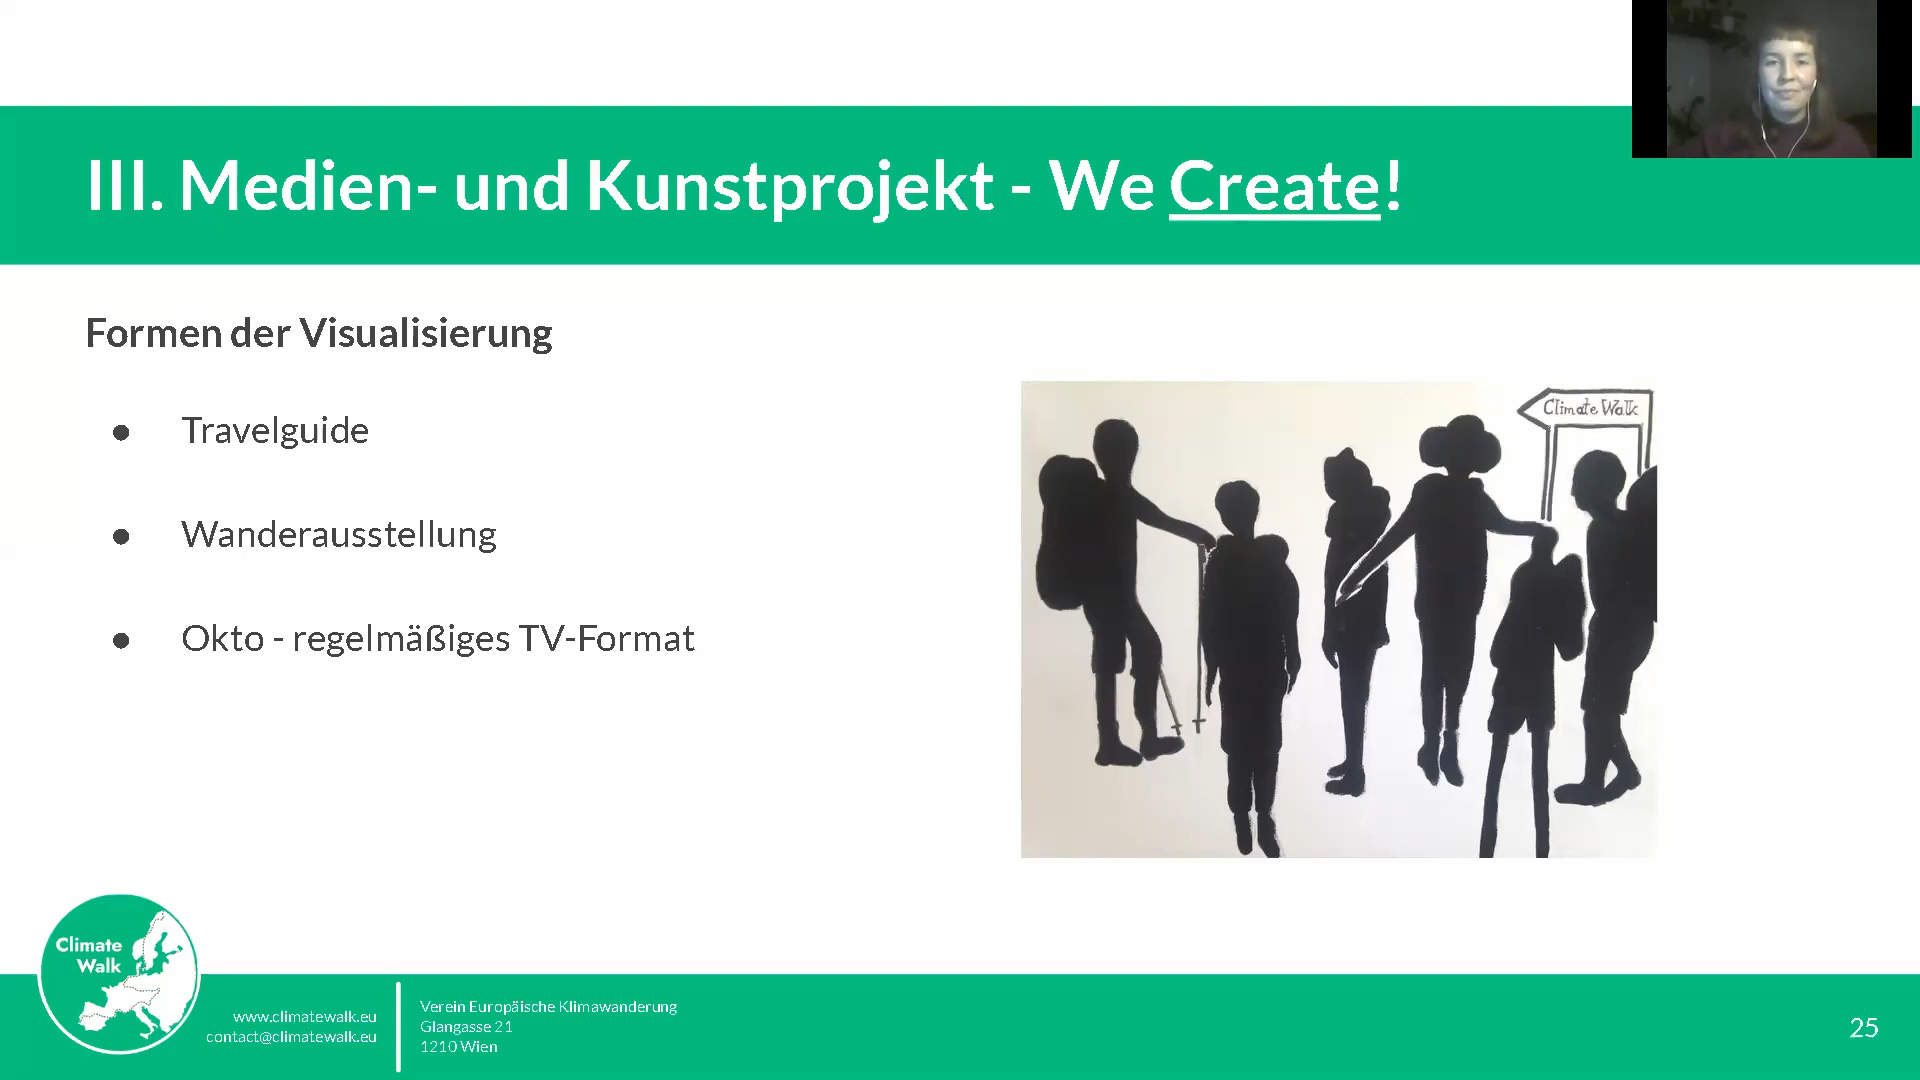 III. Medien- und Kunstprojekt - We Create!
Formen der Visualisierung
● Travelguide
● Wanderausstellung
● Okto - regelmäßiges TV-Format
Climate Walk
Climate
Walk
www.climatewalk.eu
contact@climatewalk.eu
Verein Europäische Klimawanderung
Glangasse 21
1210 Wien
25